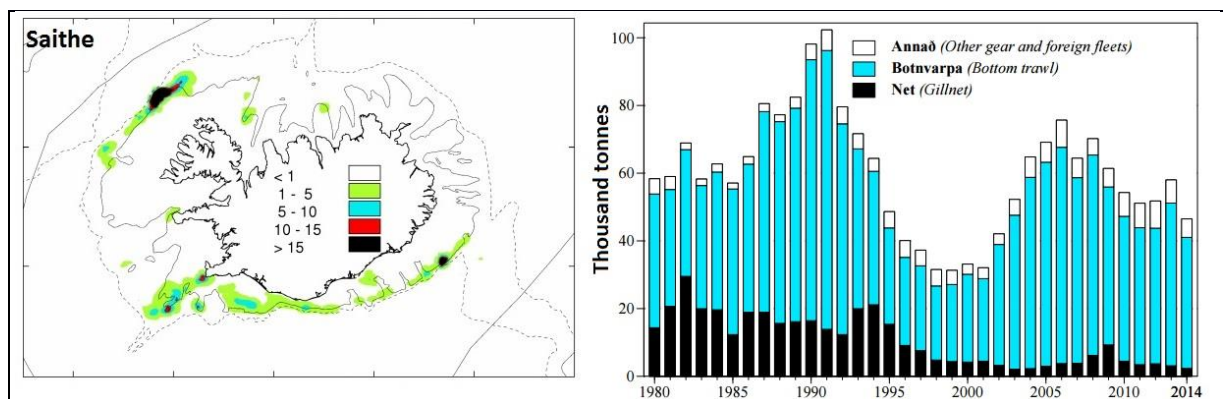 Saithe
< 1
1 - 5
5 - 10
10 - 15
> 15
Thousand tonnes
100
80
60
40
20
0
Annað (Other gear and foreign fleets)
Botnvarpa (Bottom trawl)
Net (Gillnet)
1980 1985 1990 1995 2000 2005 2010 2014